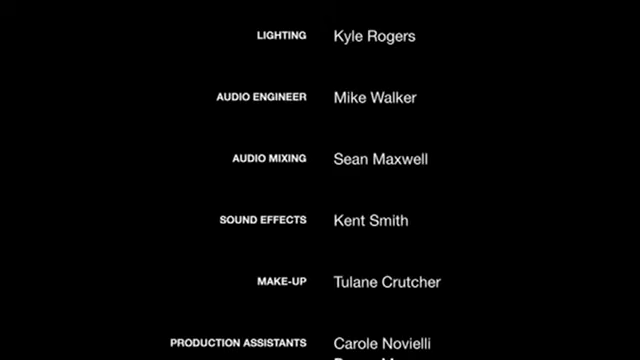 LIGHTING Kyle Rogers
AUDIO ENGINEER Mike Walker
AUDIO MIXING Sean Maxwell
SOUND EFFECTS Kent Smith
MAKE-UP Tulane Crutcher
PRODUCTION ASSISTANTS Carole Novielli